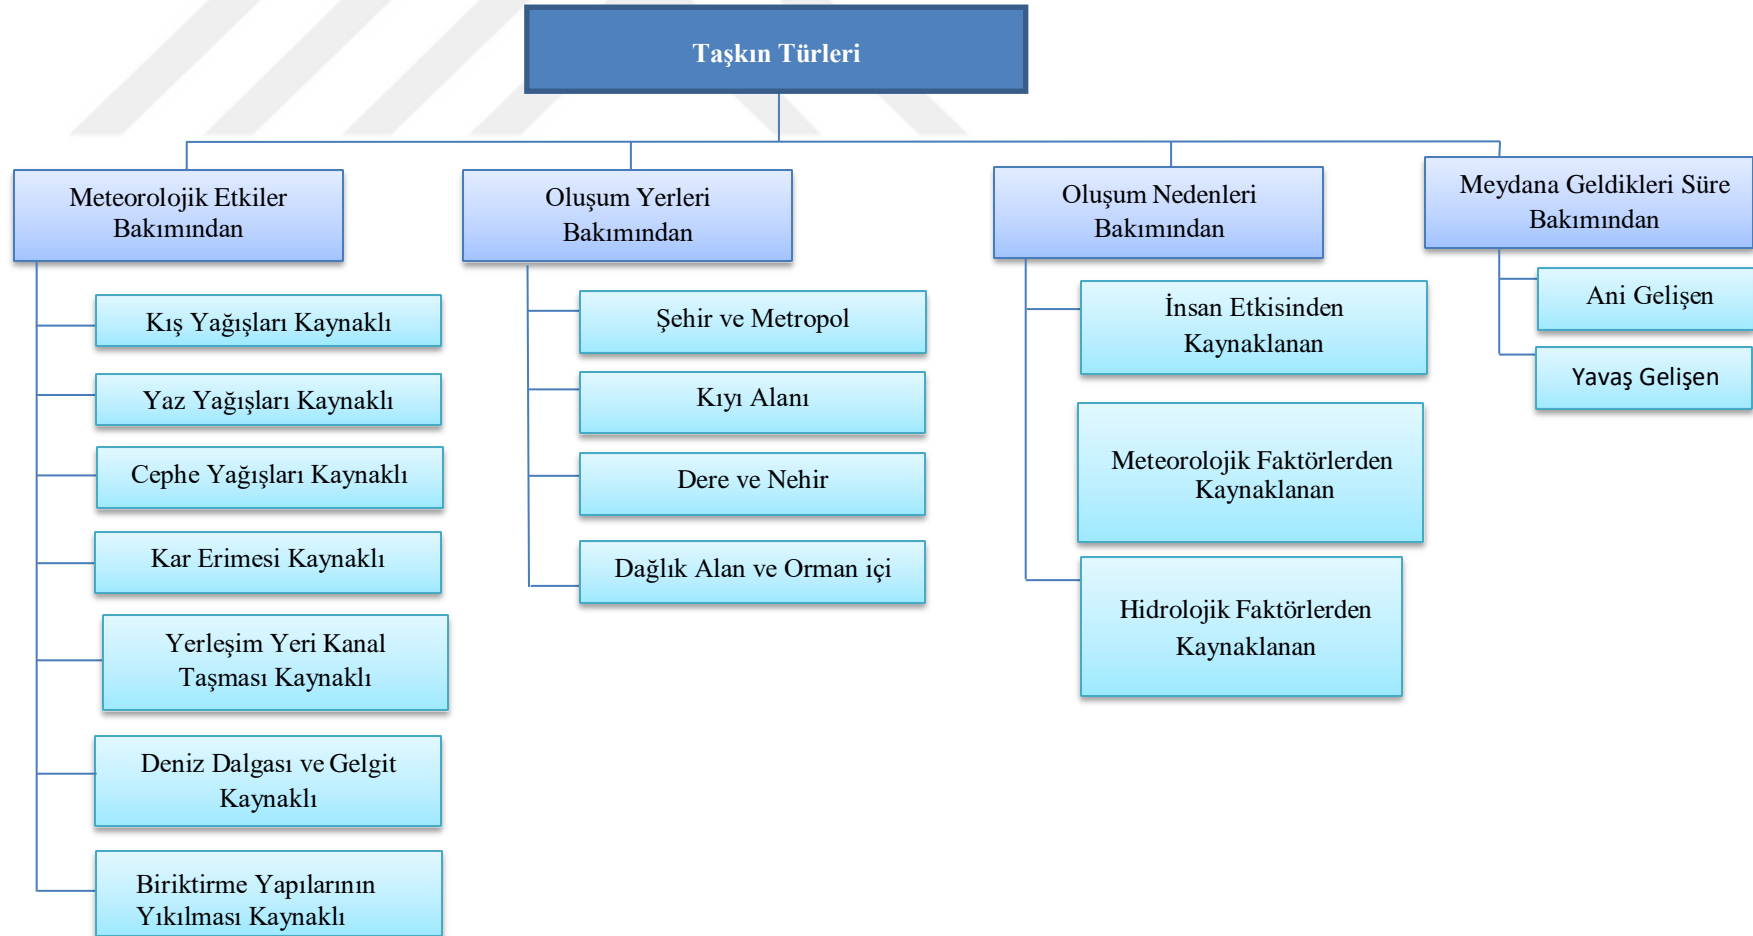 Taşkın Türleri
Meteorolojik Etkiler
Bakımından
Kış Yağışları Kaynaklı
Yaz Yağışları Kaynaklı
Cephe Yağışları Kaynaklı
Kar Erimesi Kaynaklı
Yerleşim Yeri Kanal
Taşması Kaynaklı
Deniz Dalgası ve Gelgit
Kaynaklı
Biriktirme Yapılarının
Yıkılması Kaynaklı
Oluşum Yerleri
Bakımından
Şehir ve Metropol
Kıyı Alanı
Dere ve Nehir
Dağlık Alan ve Orman içi
Oluşum Nedenleri
Bakımından
İnsan Etkisinden
Kaynaklanan
Meteorolojik Faktörlerden
Kaynaklanan
Hidrolojik Faktörlerden
Kaynaklanan
Meydana Geldikleri Süre
Bakımından
Ani Gelişen
Yavaş Gelişen